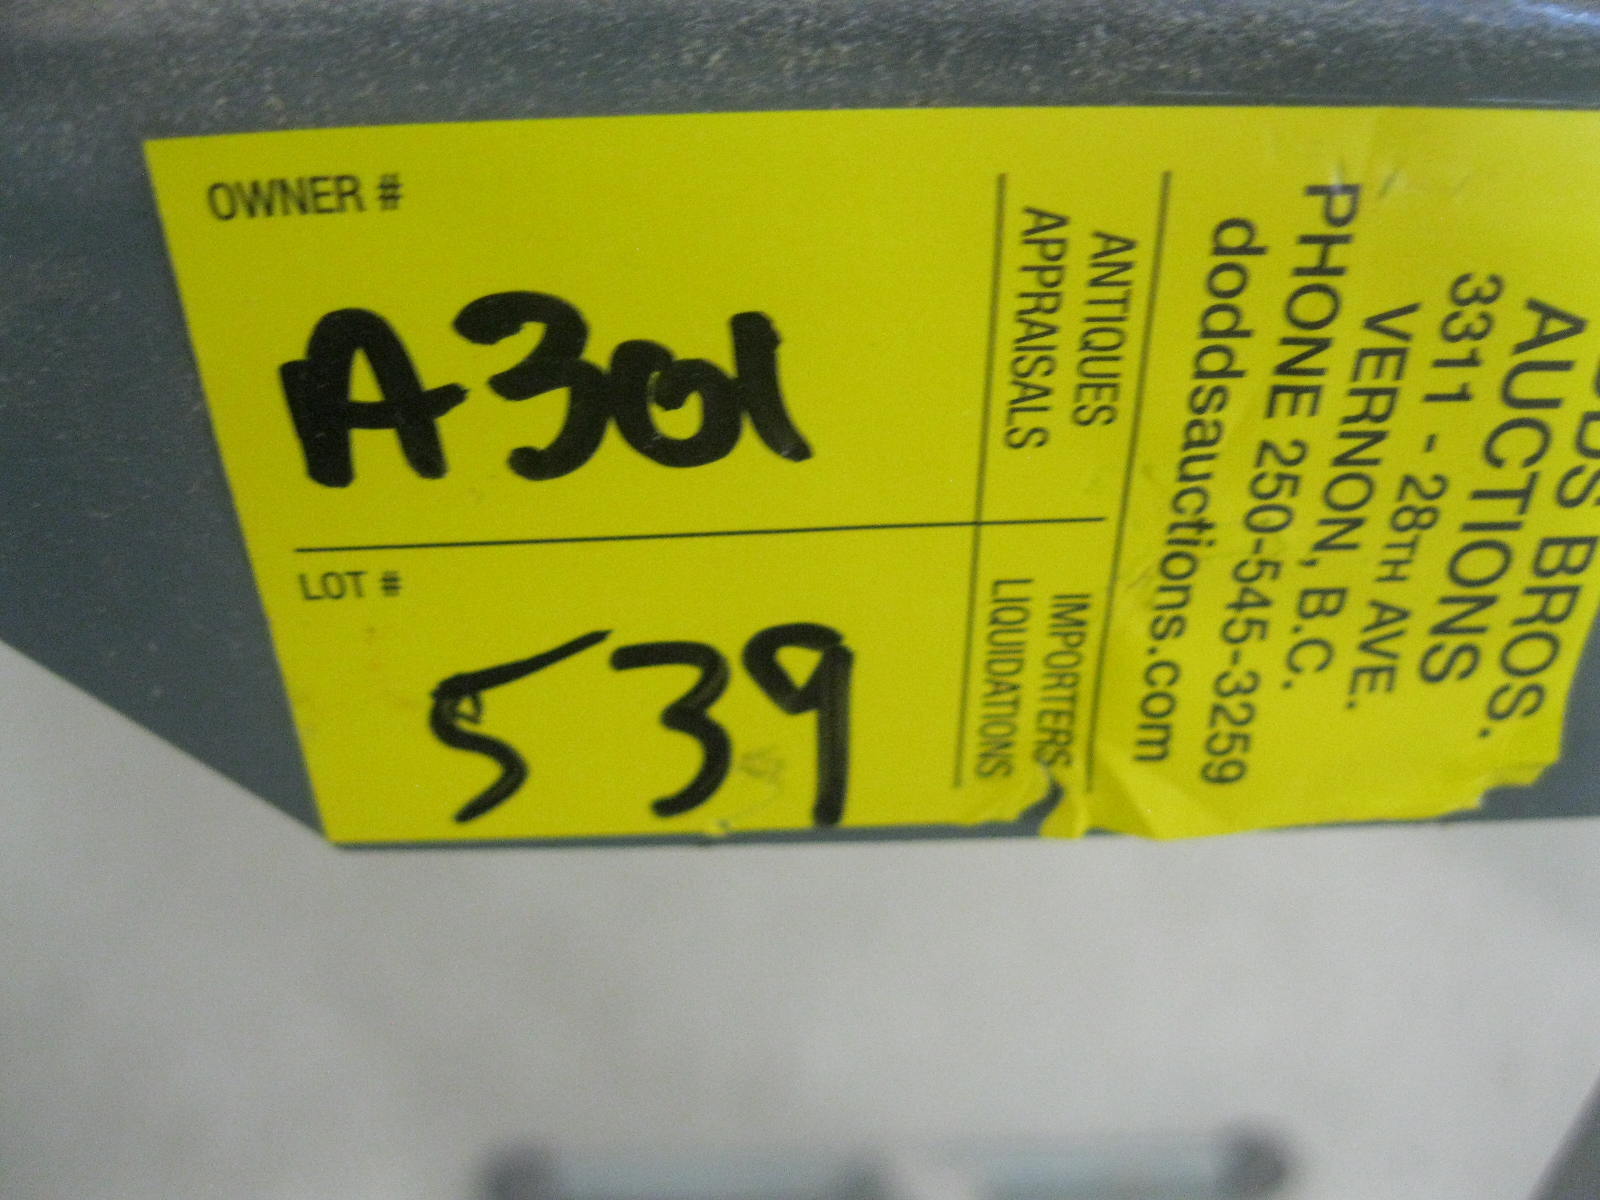 OWNER #
A301
LOT #
539
ANTIQUES
APPRAISALS
IMPORTERS
LIQUIDATIONS
BROS.
AUCTIONS
3311 - 28TH AVE.
VERNON, B.C.
PHONE 250-545-3259
doddsauctions.com